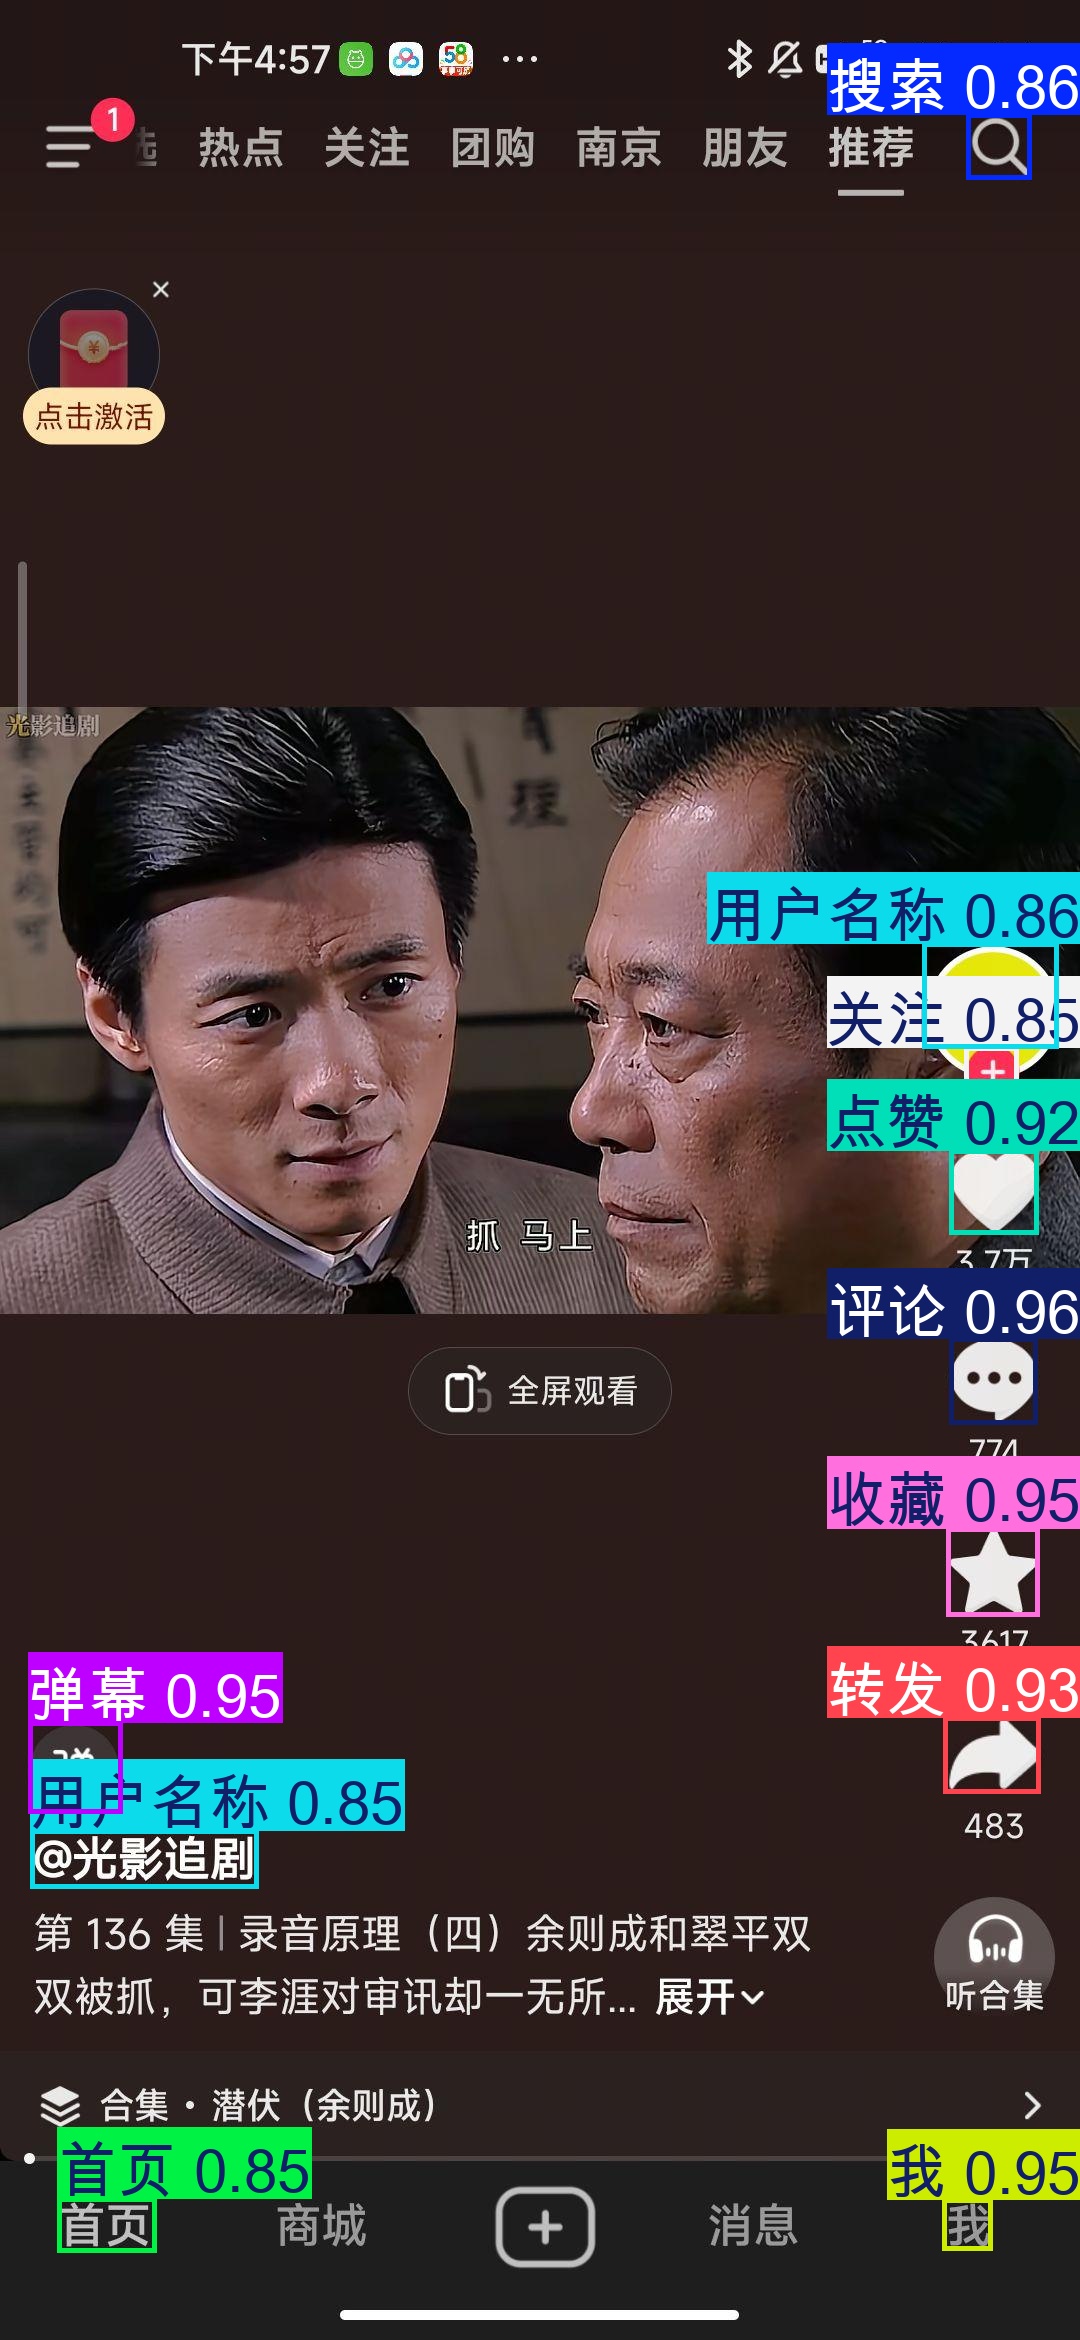 下午4:57
58
...
搜索 0.86
1
热点 关注 团购 南京 朋友 推荐
点击激活
光影追剧
用户名称 0.86
关注 0.85
点赞 0.92
抓 马上
3.7万
评论 0.96
全屏观看
774
收藏 0.95
3617
弹幕 0.95
转发 0.93
用户名称 0.85
483
@光影追剧
第 136 集 | 录音原理（四）余则成和翠平双
双被抓，可李涯对审讯却一无所... 展开
听合集
合集 · 潜伏（余则成）
首页 0.85
我 0.95
首页 商城 消息 我